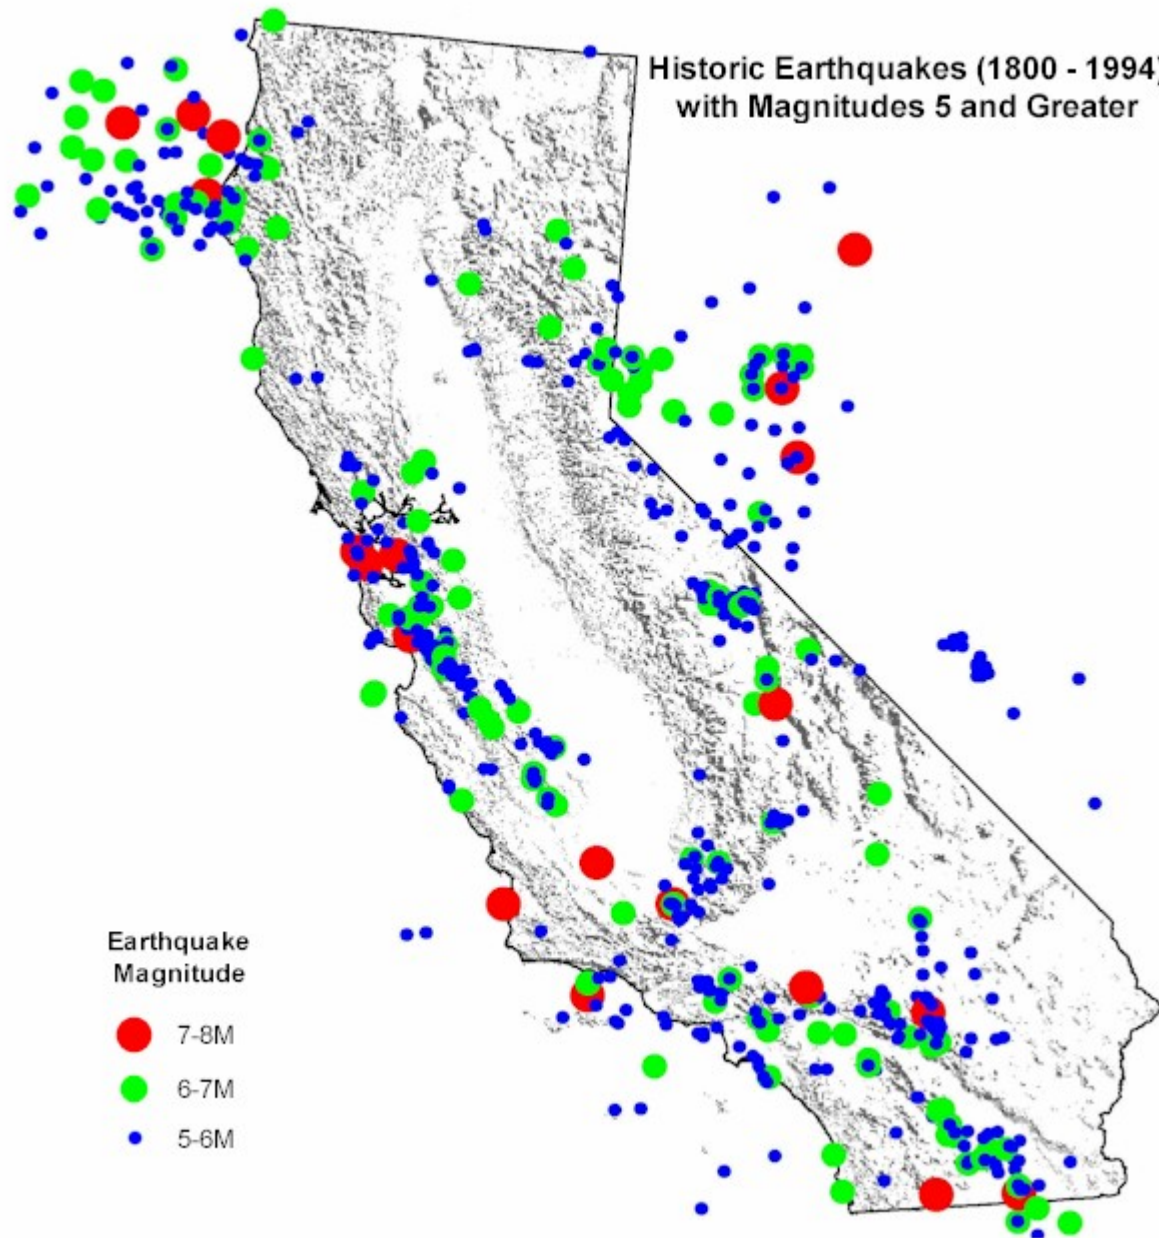 Historic Earthquakes (1800 - 1994)
with Magnitudes 5 and Greater
Earthquake
Magnitude
7-8M
6-7M
5-6M